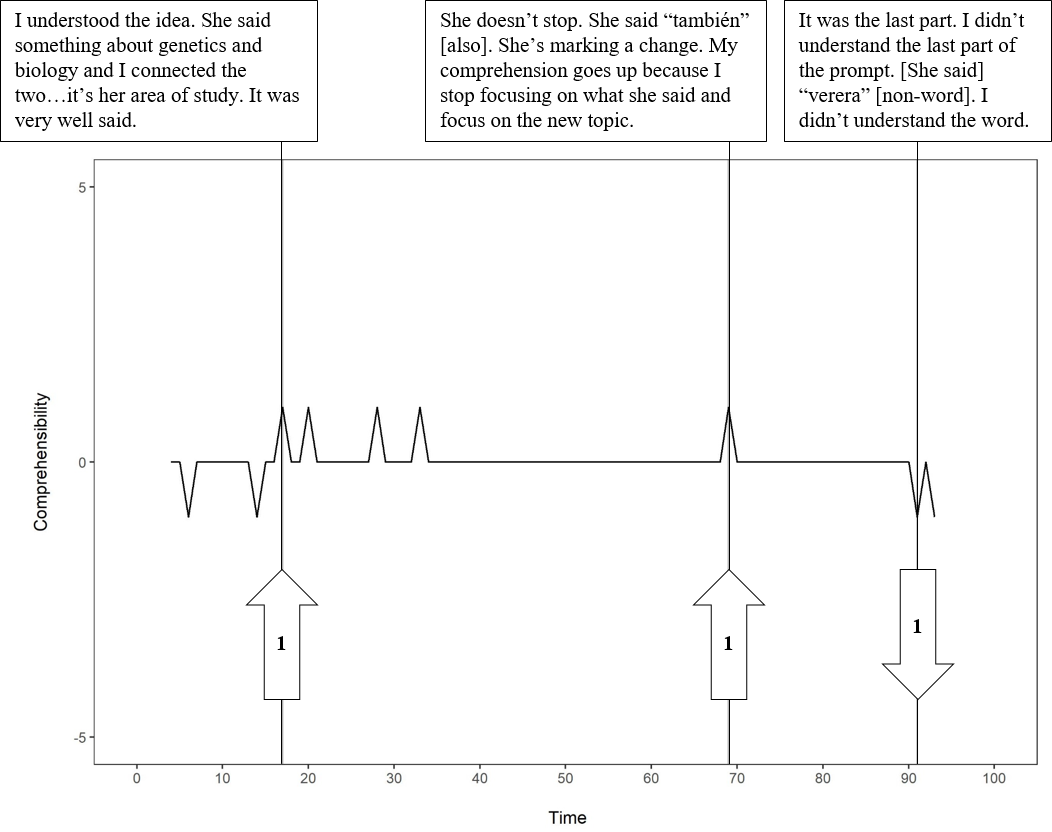 I understood the idea. She said
something about genetics and
biology and I connected the
two…it’s her area of study. It was
very well said.
She doesn’t stop. She said “también”
[also]. She’s marking a change. My
comprehension goes up because I
stop focusing on what she said and
focus on the new topic.
It was the last part. I didn’t
understand the last part of
the prompt. [She said]
“verera” [non-word]. I
didn’t understand the word.
5
0
-5
Comprehensibility
1
1
1
0 10 20 30 40 50 60 70 80 90 100
Time